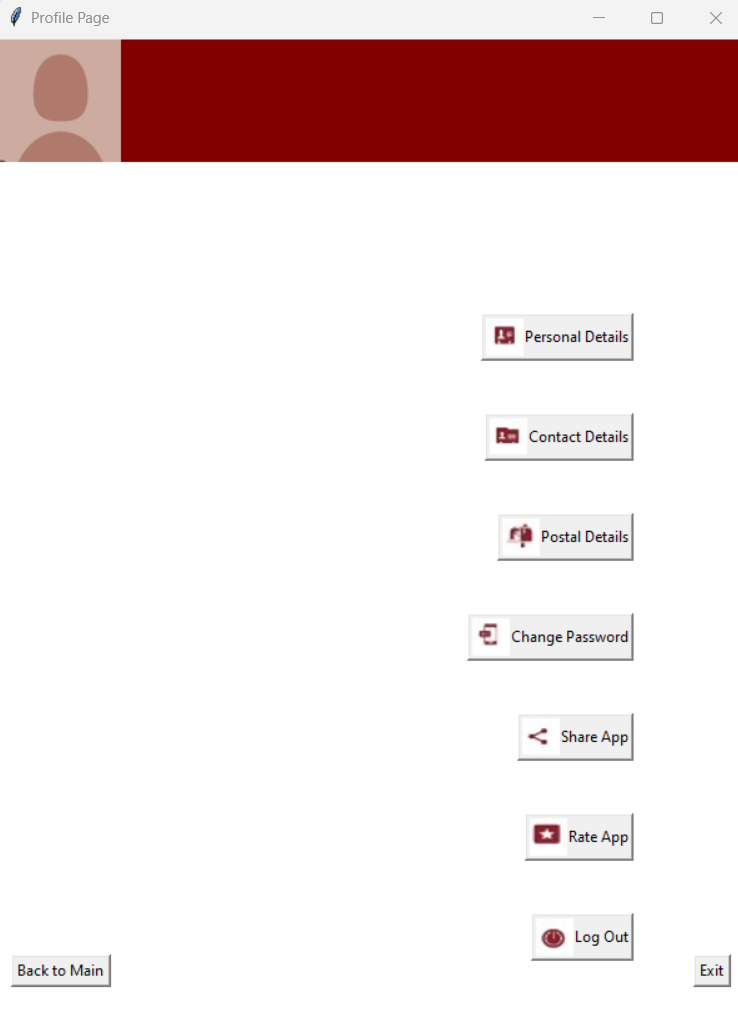 Profile Page
Personal Details
Contact Details
Postal Details
Change Password
Share App
Rate App
Log Out
Back to Main
Exit